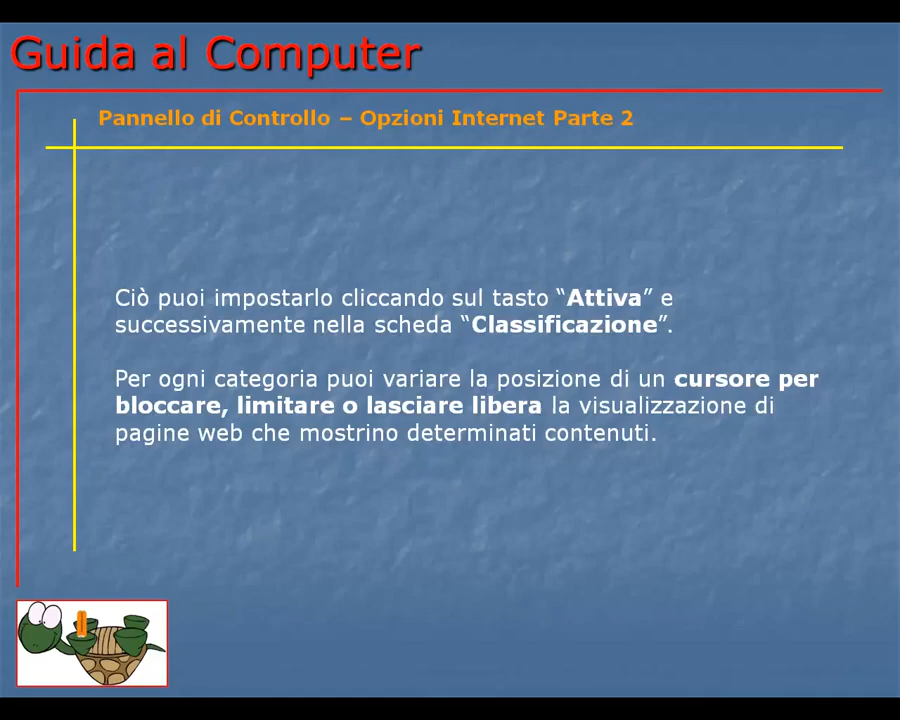 Guida al Computer
Pannello di Controllo – Opzioni Internet Parte 2
Ciò puoi impostarlo cliccando sul tasto “Attiva” e
successivamente nella scheda “Classificazione”.
Per ogni categoria puoi variare la posizione di un cursore per
bloccare, limitare o lasciare libera la visualizzazione di
pagine web che mostrino determinati contenuti.